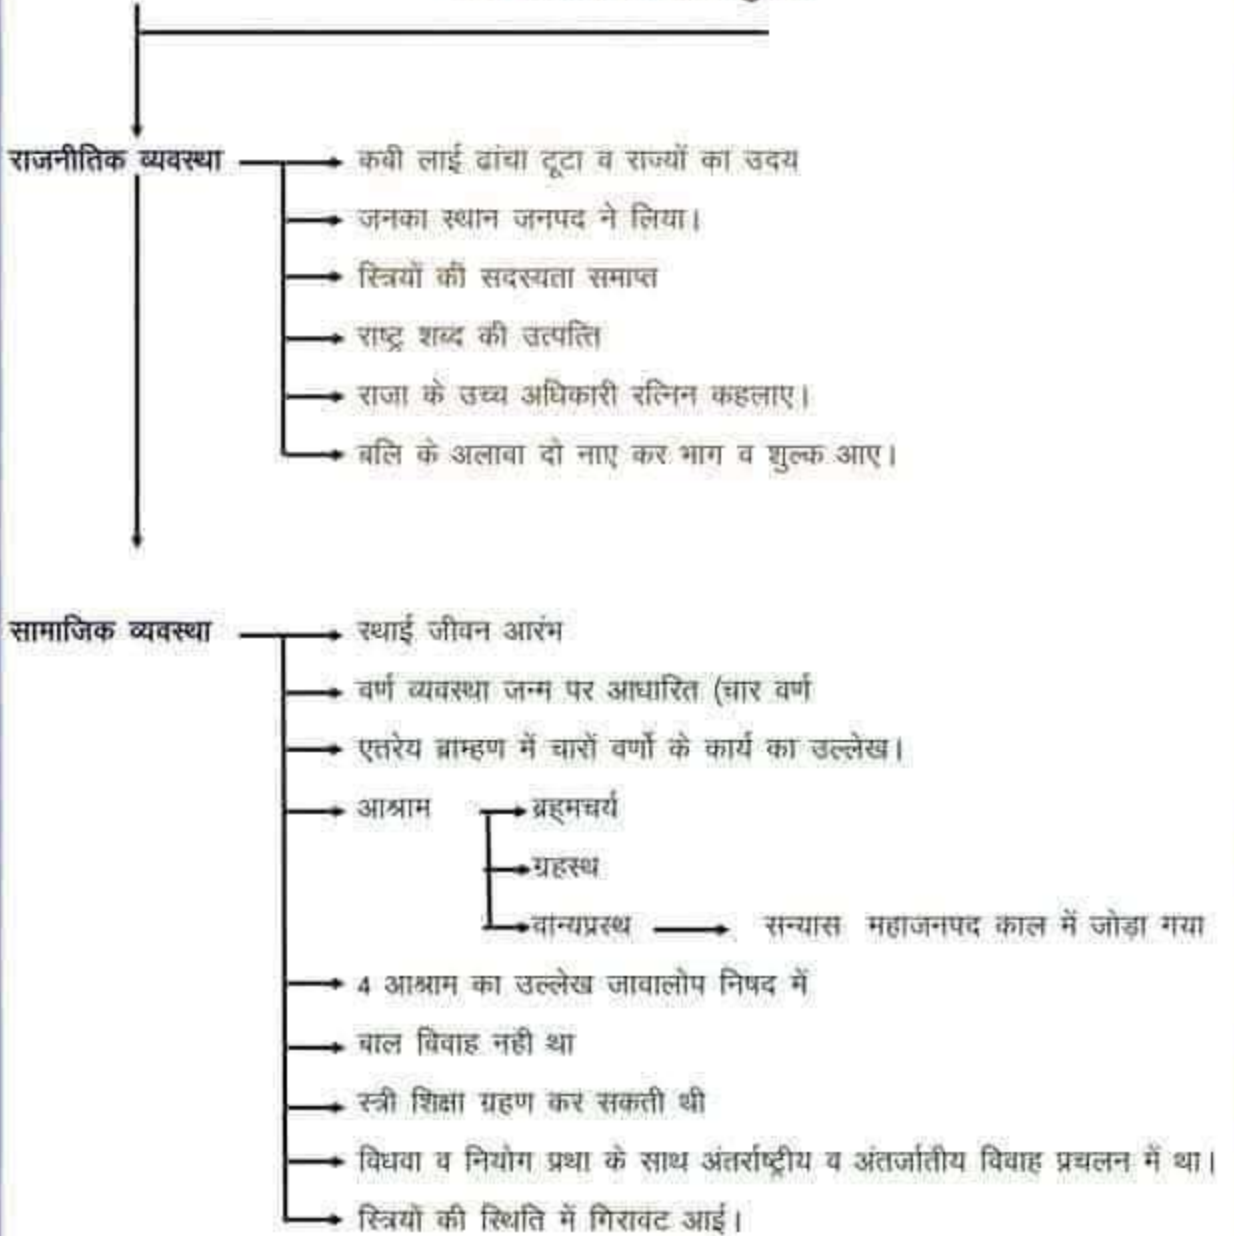 राजनीतिक व्यवस्था
कबी लाई ढांचा टूटा व राज्यों का उदय
जनका स्थान जनपद ने लिया।
स्त्रियों की सदस्यता समाप्त
राष्ट्र शब्द की उत्पत्ति
राजा के उच्च अधिकारी रत्निन कहलाए।
बलि के अलावा दो नाए कर भाग व शुल्क आए।
सामाजिक व्यवस्था
रथाई जीवन आरंभ
वर्ण व्यवस्था जन्म पर आधारित (चार वर्ण
एतरेय ब्राम्हण में चारों वर्णों के कार्य का उल्लेख।
आश्राम
ब्रह्मचर्य
ग्रहस्थ
वान्यप्रस्थ सन्यास महाजनपद काल में जोड़ा गया
4 आश्राम का उल्लेख जावालोप निषद में
बाल विवाह नही था
स्त्री शिक्षा ग्रहण कर सकती थी
विधवा व नियोग प्रथा के साथ अंतर्राष्ट्रीय व अंतर्जातीय विवाह प्रचलन में था।
स्त्रियों की स्थिति में गिरावट आई।